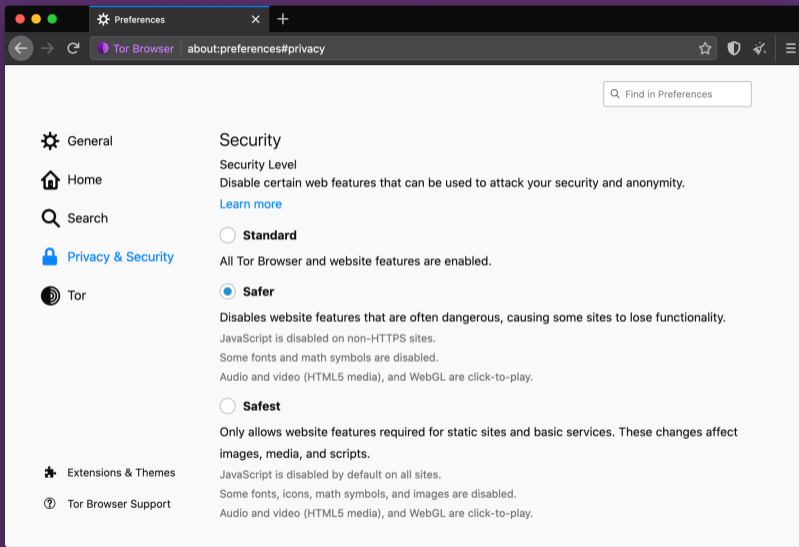 Preferences
Tor Browser about:preferences#privacy
Find in Preferences
General
Home
Search
Privacy & Security
Tor
Extensions & Themes
Tor Browser Support
Security
Security Level
Disable certain web features that can be used to attack your security and anonymity.
Learn more
Standard
All Tor Browser and website features are enabled.
Safer
Disables website features that are often dangerous, causing some sites to lose functionality.
JavaScript is disabled on non-HTTPS sites.
Some fonts and math symbols are disabled.
Audio and video (HTML5 media), and WebGL are click-to-play.
Safest
Only allows website features required for static sites and basic services. These changes affect
images, media, and scripts.
JavaScript is disabled by default on all sites.
Some fonts, icons, math symbols, and images are disabled.
Audio and video (HTML5 media), and WebGL are click-to-play.